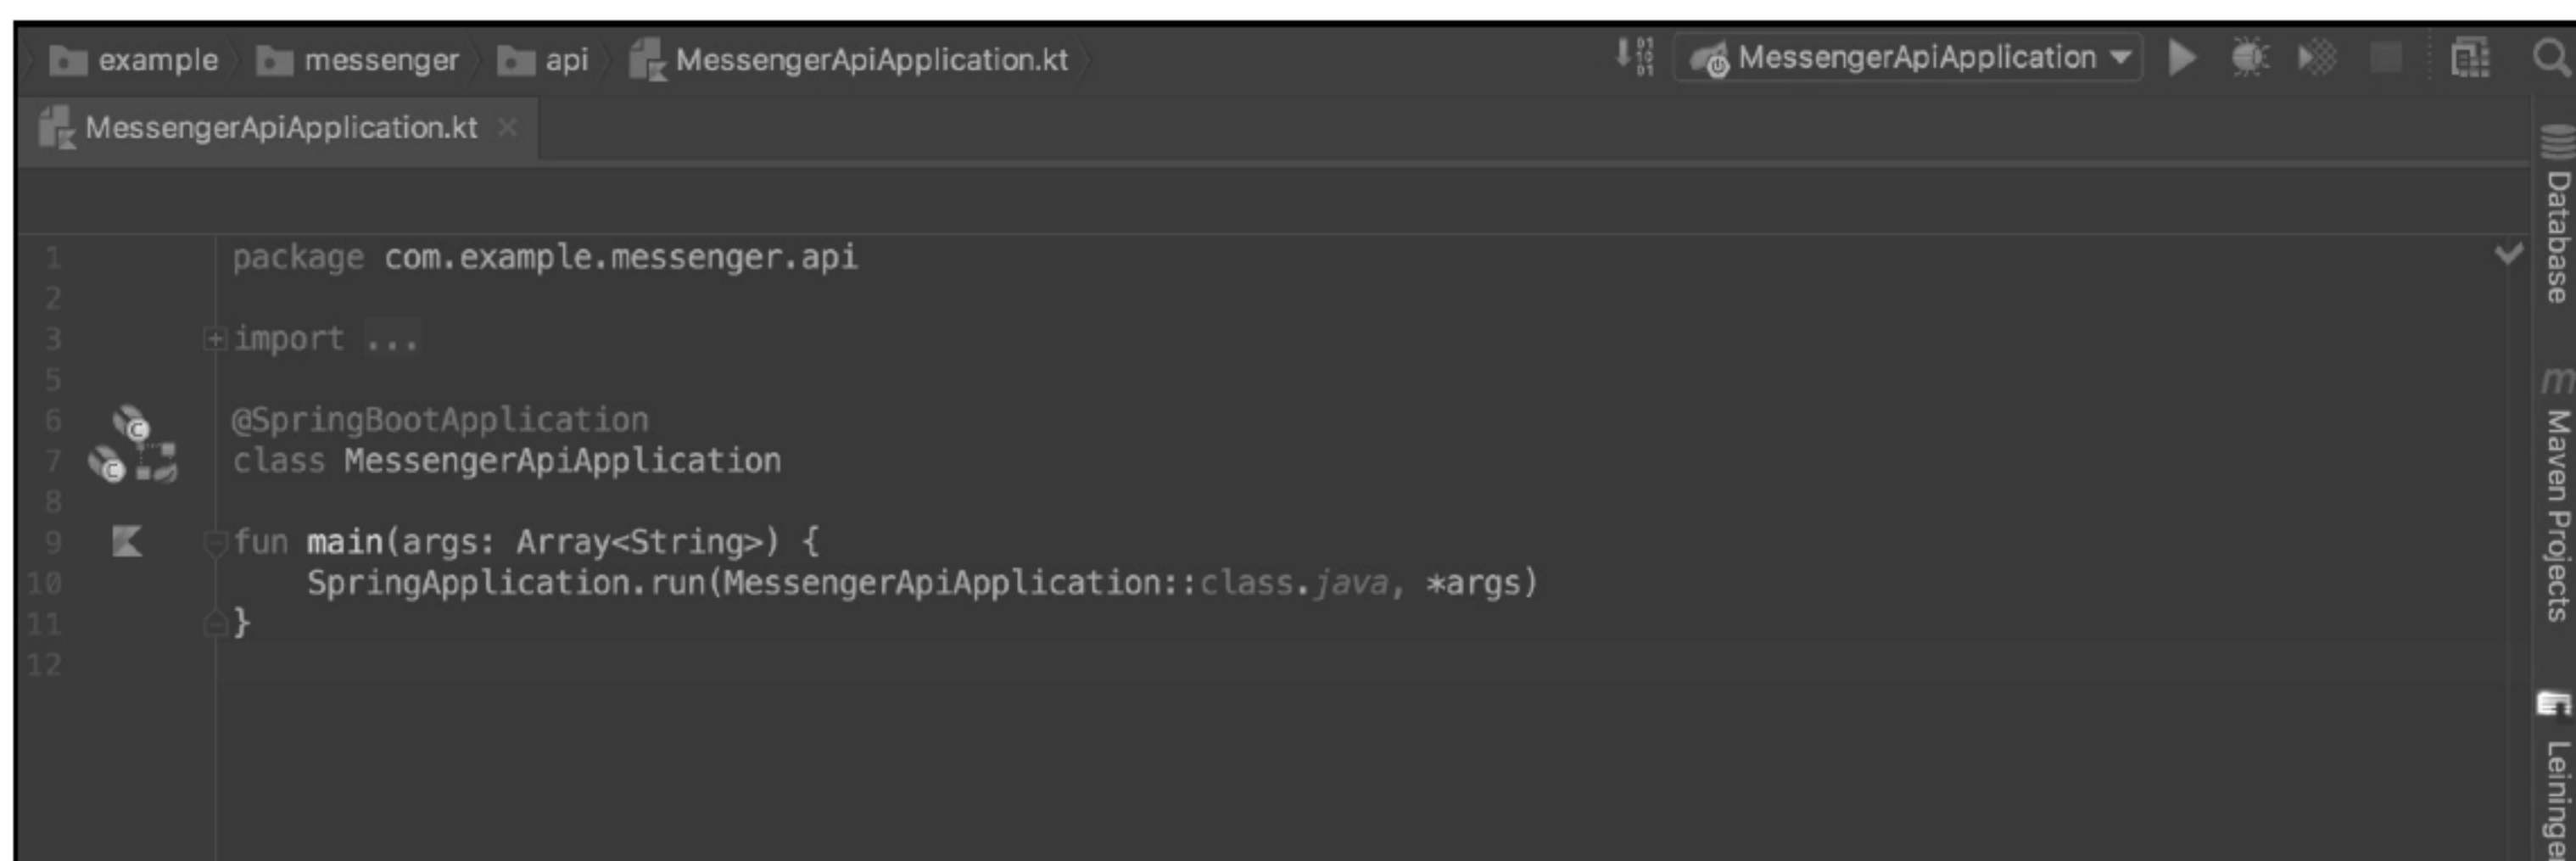 example messenger api MessengerApiApplication.kt MessengerApiApplication
MessengerApiApplication.kt
1 package com.example.messenger.api
2
3 import ...
5
6 @SpringBootApplication
7 class MessengerApiApplication
8
9 fun main(args: Array<String>) {
10 SpringApplication.run(MessengerApiApplication::class.java, *args)
11 }
12
Database
m Maven Projects